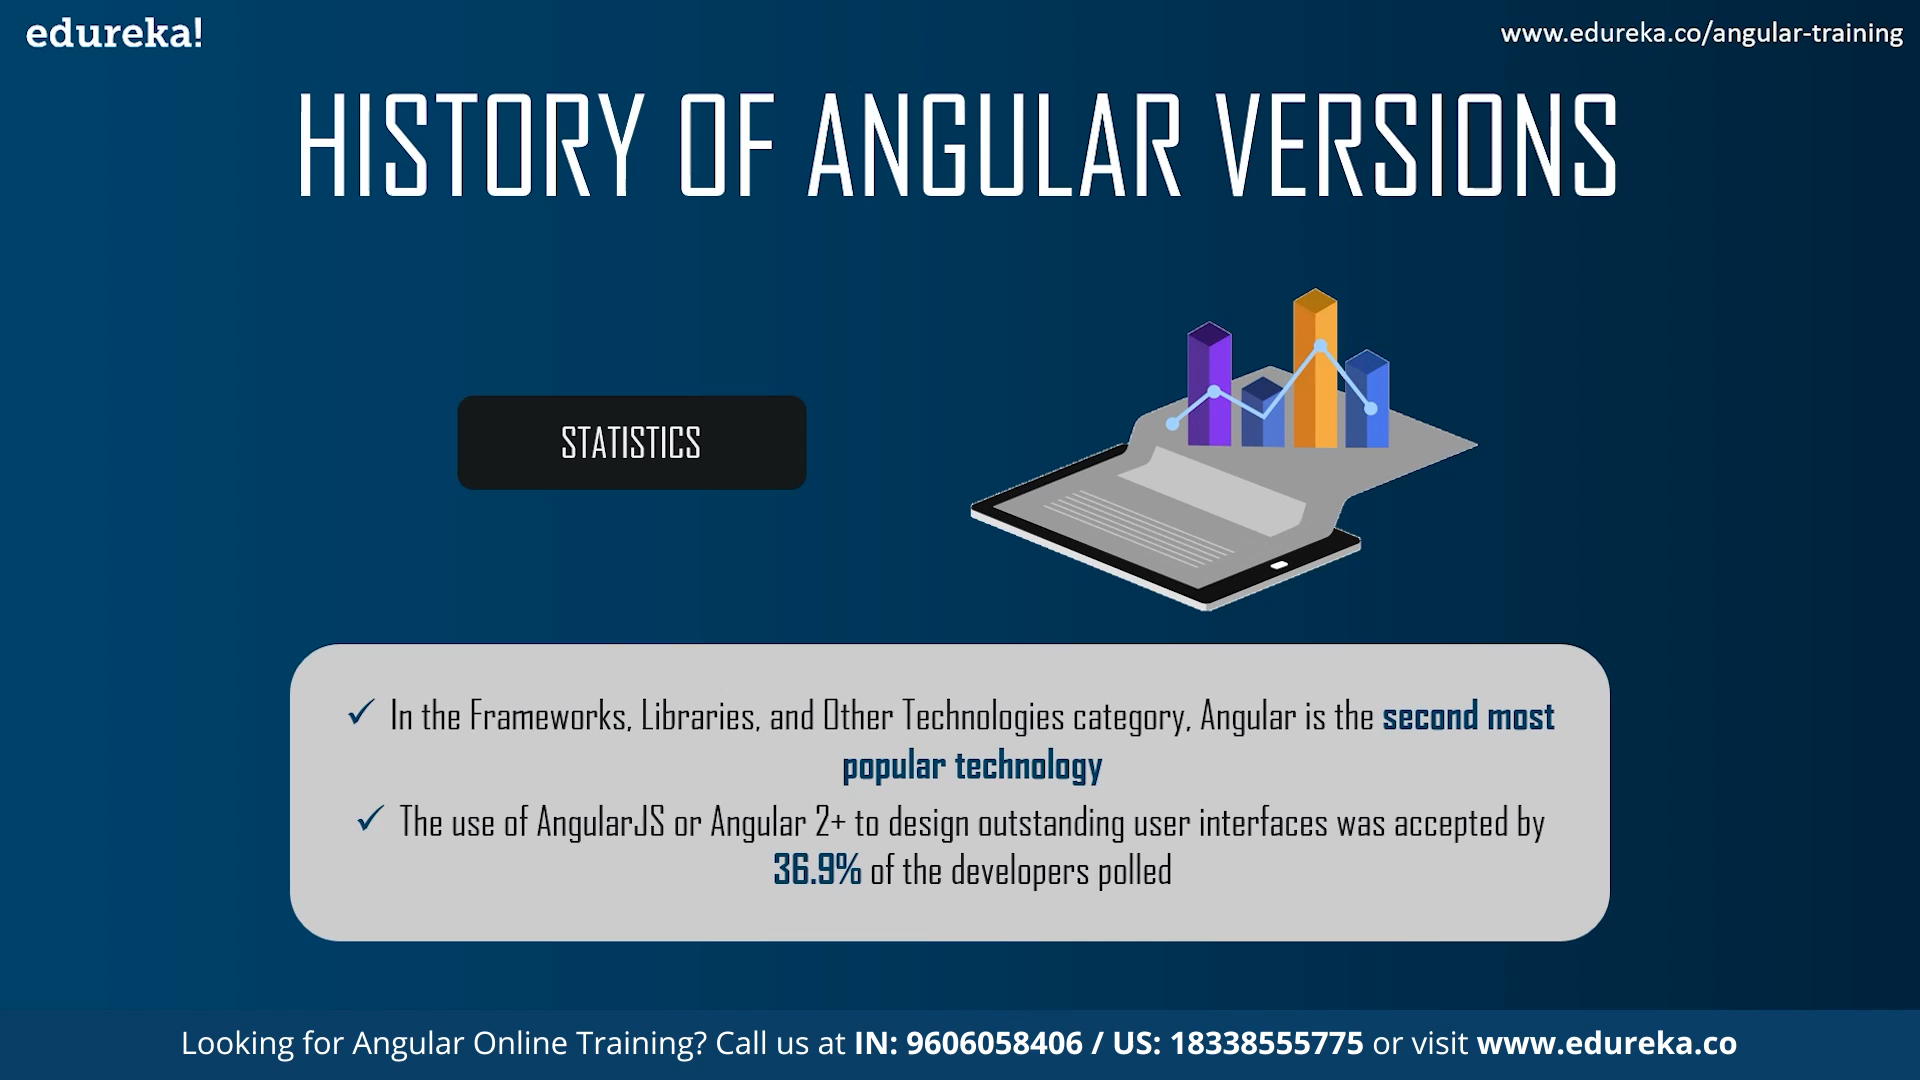 edureka!
www.edureka.co/angular-training
HISTORY OF ANGULAR VERSIONS
STATISTICS
✓ In the Frameworks, Libraries, and Other Technologies category, Angular is the second most
popular technology
✓ The use of AngularJS or Angular 2+ to design outstanding user interfaces was accepted by
36.9% of the developers polled
Looking for Angular Online Training? Call us at IN: 9606058406 / US: 18338555775 or visit www.edureka.co